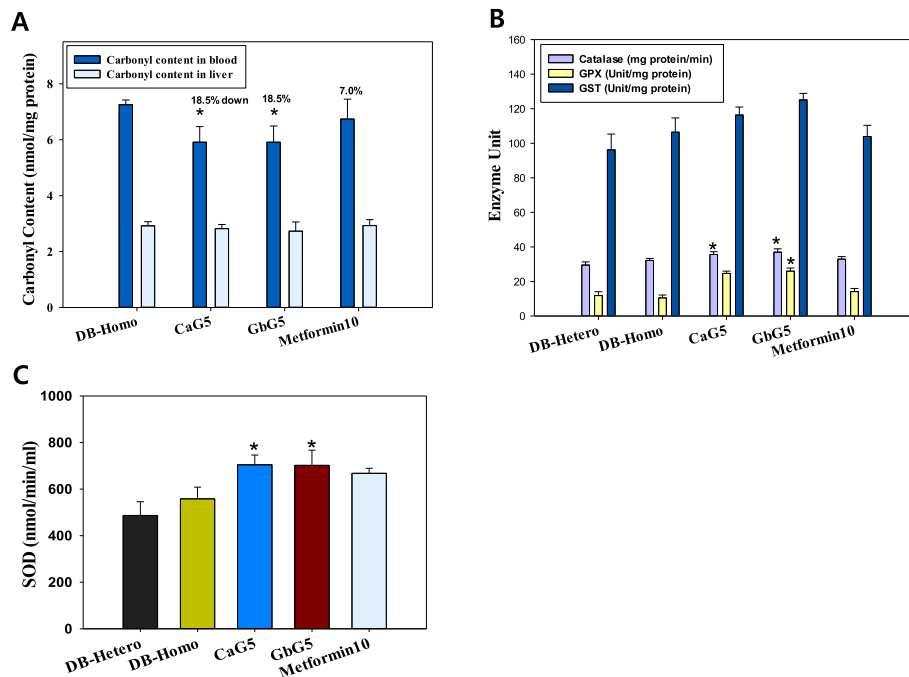 A
Carbonyl content in blood
Carbonyl content in liver
Carbonyl Content (nmol/mg protein)
8
6
4
2
0
18.5% down
*
18.5%
*
7.0%
DB-Homo
CaG5
GbG5
Metformin10
B
Catalase (mg protein/min)
GPX (Unit/mg protein)
GST (Unit/mg protein)
Enzyme Unit
160
140
120
100
80
60
40
20
0
*
*
*
DB-Hetero
DB-Homo
CaG5
GbG5
Metformin10
C
SOD (nmol/min/ml)
1000
800
600
400
200
0
*
*
DB-Hetero
DB-Homo
CaG5
GbG5
Metformin10